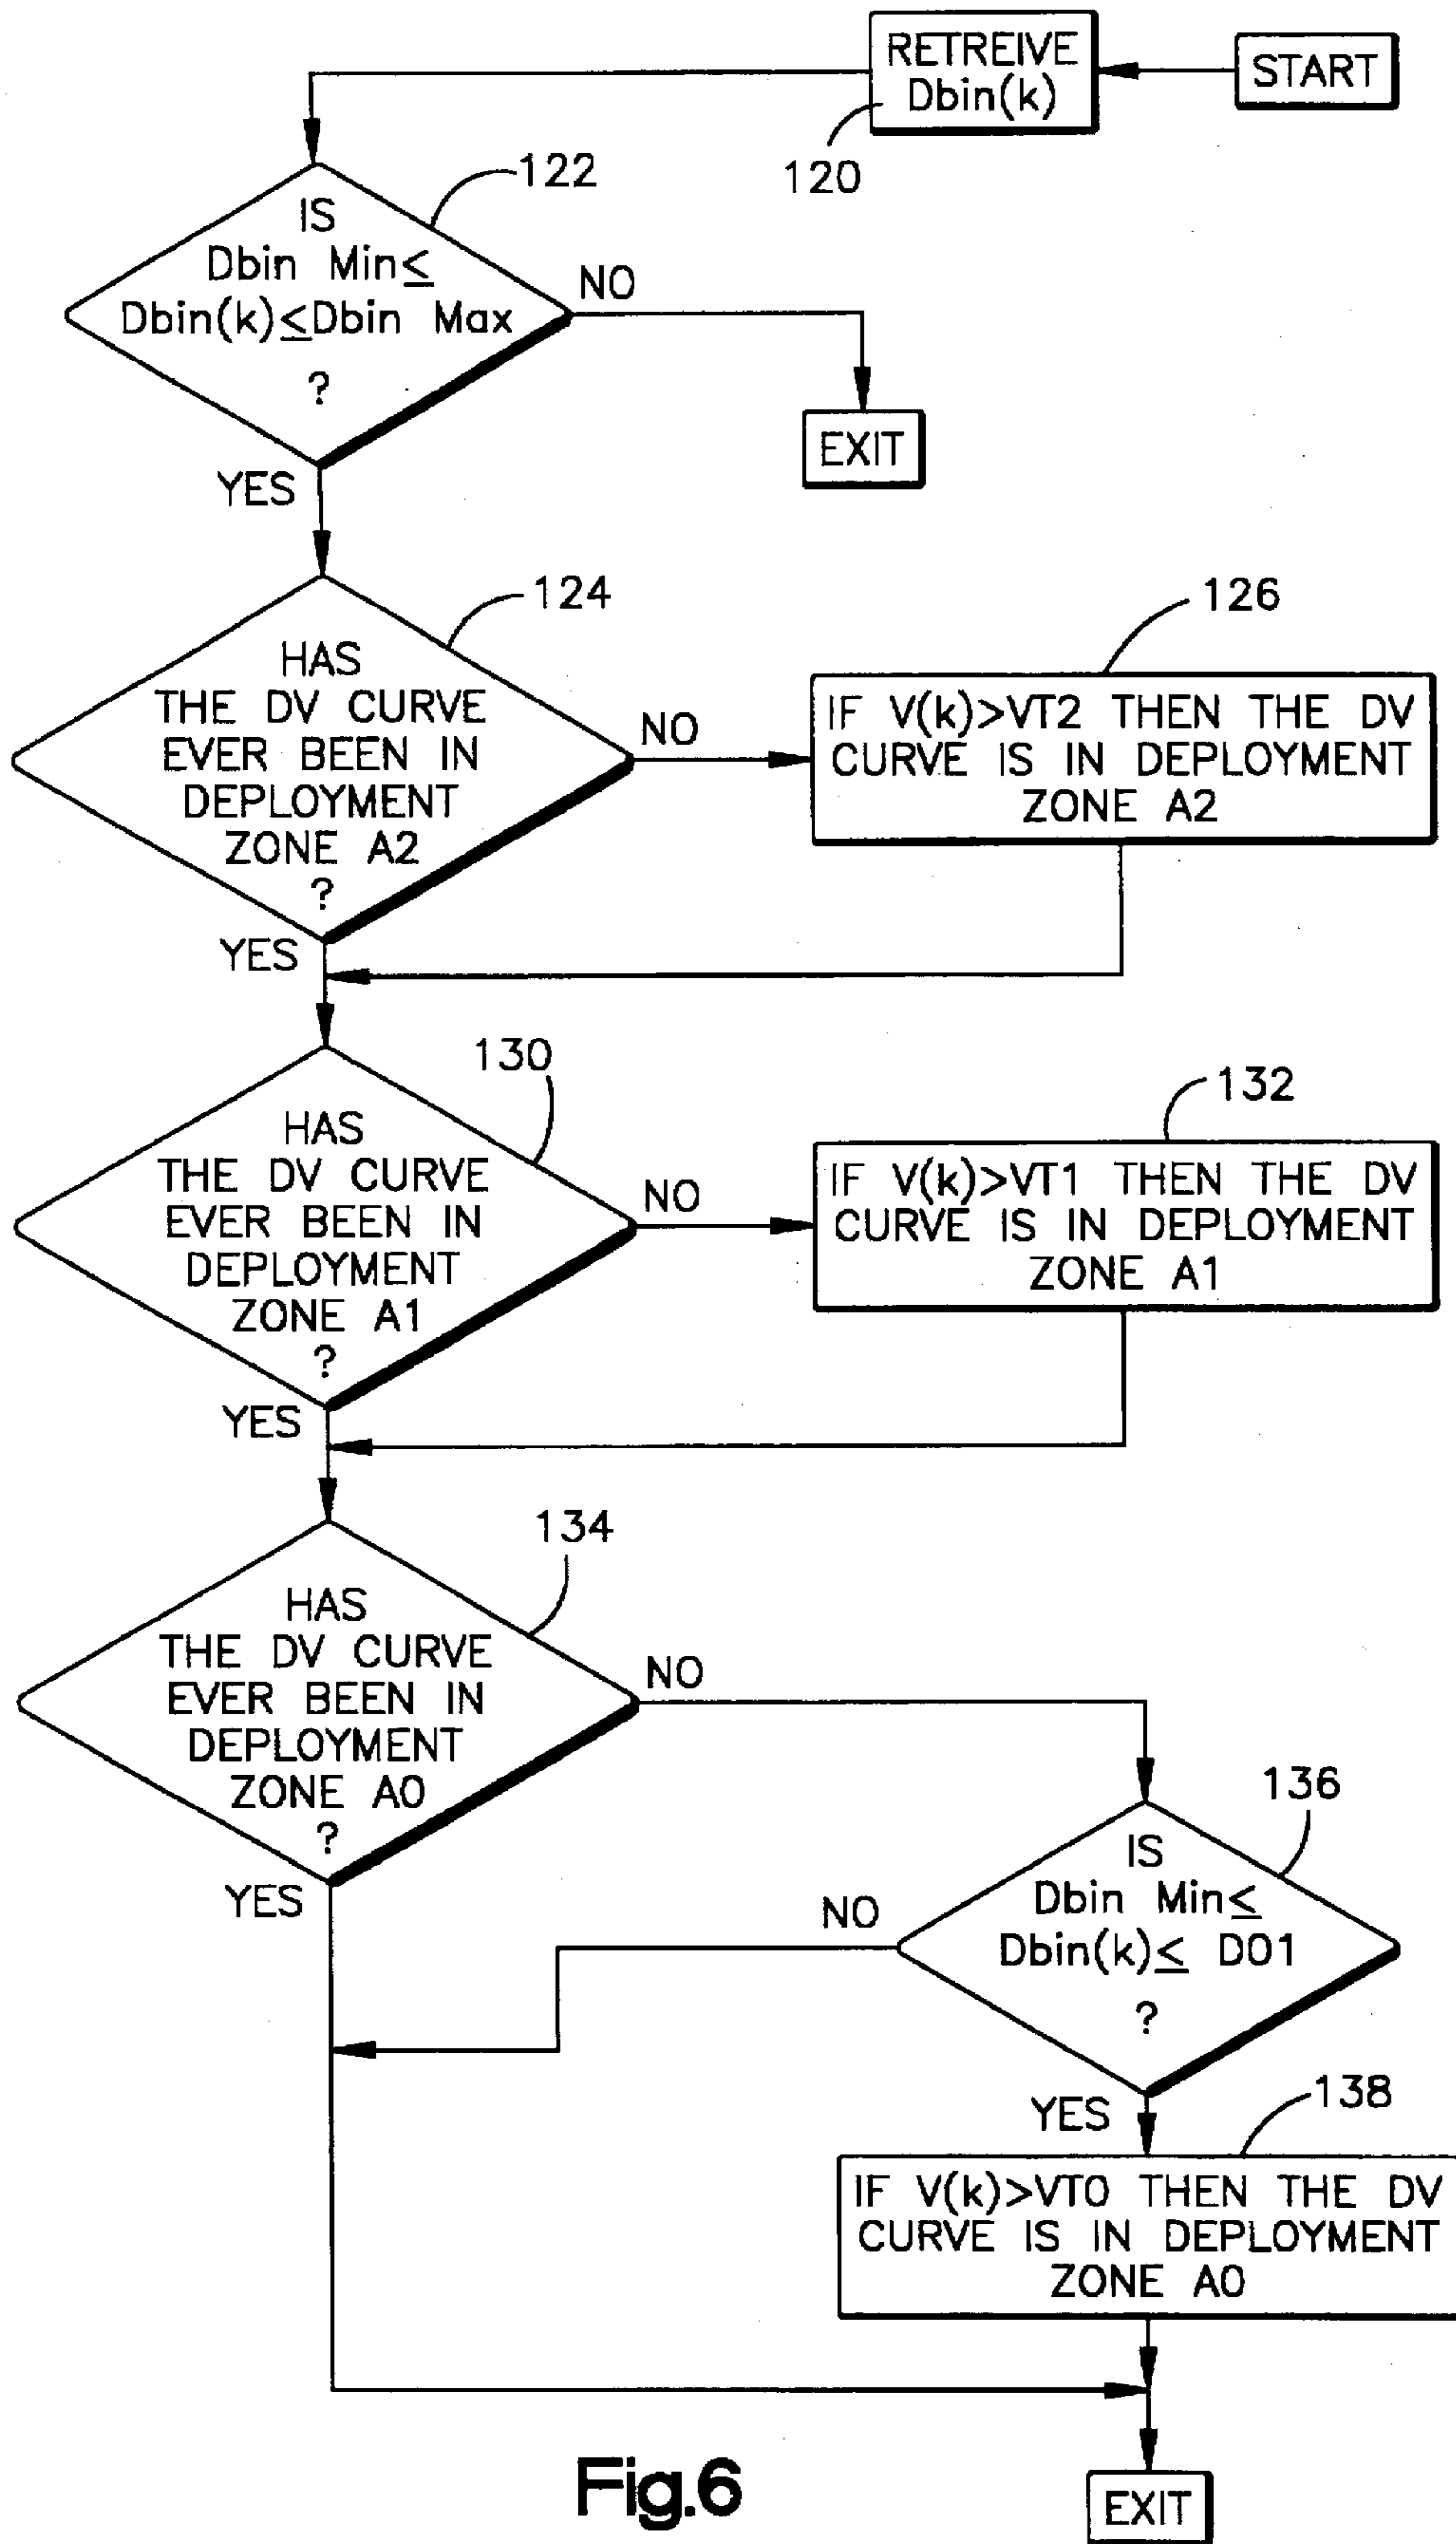 START
RETREIVE
Dbin(k)
120
122
IS
Dbin Min≤
Dbin(k)≤Dbin Max
?
NO
EXIT
YES
124
HAS
THE DV CURVE
EVER BEEN IN
DEPLOYMENT
ZONE A2
?
NO
126
IF V(k)>VT2 THEN THE DV
CURVE IS IN DEPLOYMENT
ZONE A2
YES
130
HAS
THE DV CURVE
EVER BEEN IN
DEPLOYMENT
ZONE A1
?
NO
132
IF V(k)>VT1 THEN THE DV
CURVE IS IN DEPLOYMENT
ZONE A1
YES
134
HAS
THE DV CURVE
EVER BEEN IN
DEPLOYMENT
ZONE A0
?
NO
YES
136
IS
Dbin Min≤
Dbin(k)≤ D01
?
NO
YES
138
IF V(k)>VT0 THEN THE DV
CURVE IS IN DEPLOYMENT
ZONE A0
EXIT
Fig.6